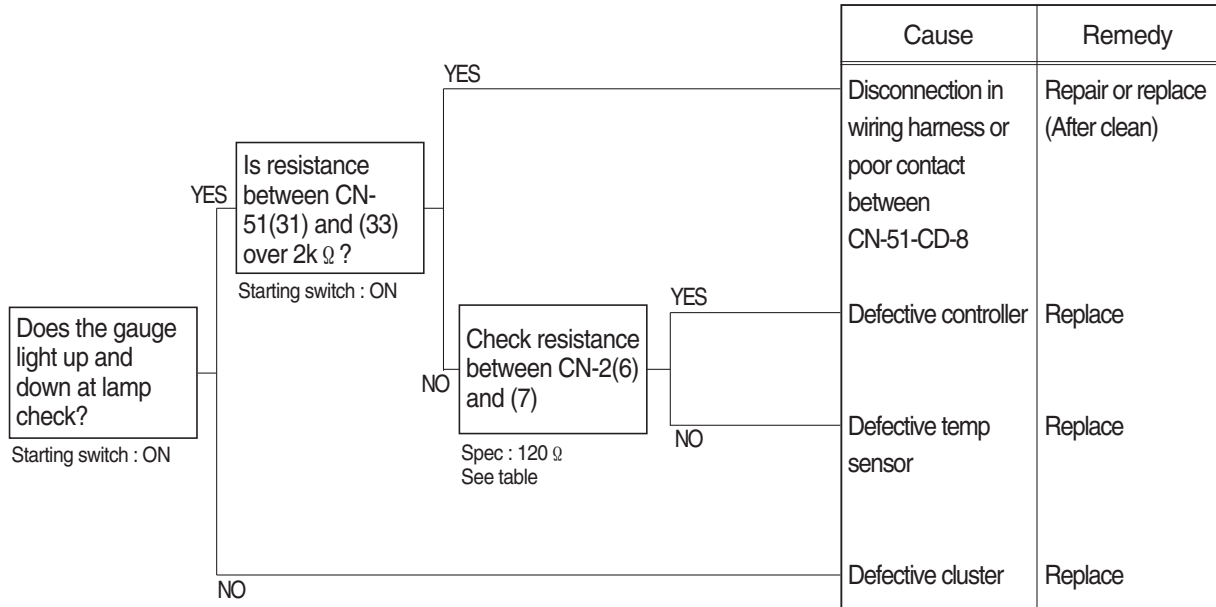 Cause
Remedy
YES
Disconnection in
wiring harness or
poor contact
between
CN-51-CD-8
Repair or replace
(After clean)
YES
Is resistance
between CN-
51(31) and (33)
over 2k Ω ?
Starting switch : ON
YES
Defective controller
Replace
Does the gauge
light up and
down at lamp
check?
Starting switch : ON
NO
Check resistance
between CN-2(6)
and (7)
Spec : 120 Ω
See table
NO
Defective temp
sensor
Replace
NO
Defective cluster
Replace